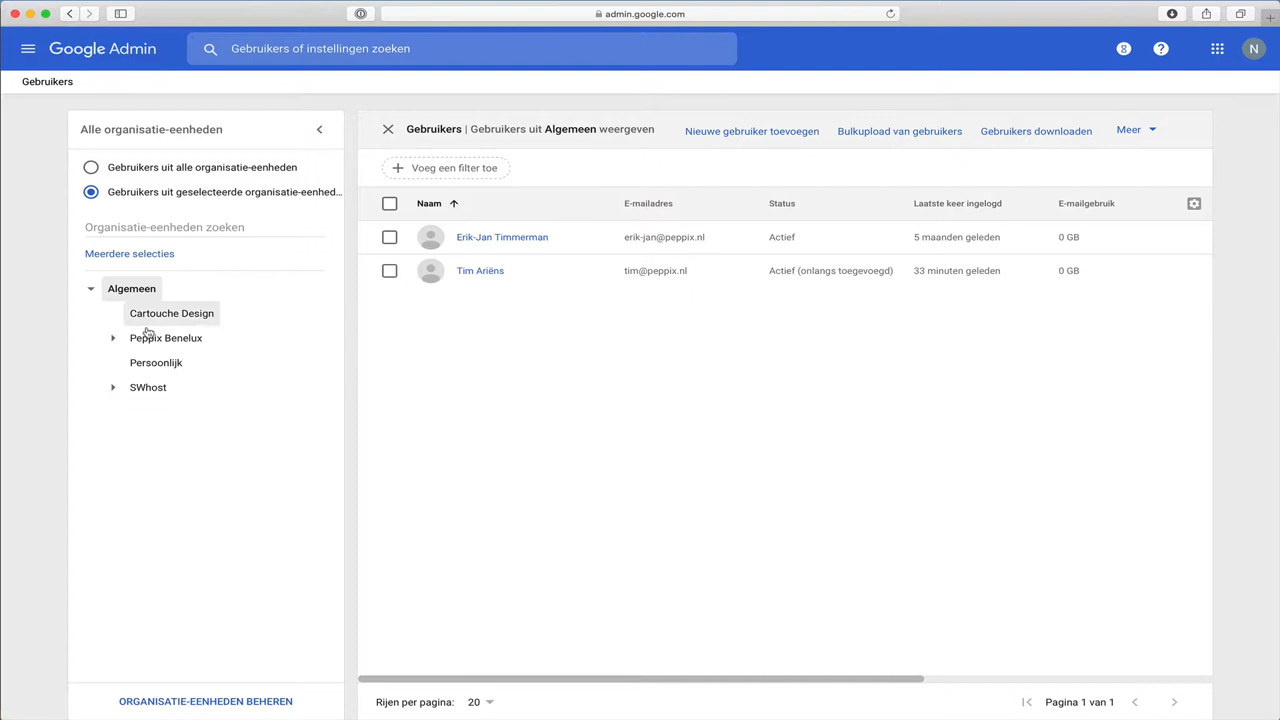 admin.google.com
Google Admin
Gebruikers of instellingen zoeken
8
?
N
Gebruikers
Alle organisatie-eenheden
Gebruikers uit alle organisatie-eenheden
Gebruikers uit geselecteerde organisatie-eenhed...
Organisatie-eenheden zoeken
Meerdere selecties
Algemeen
Cartouche Design
Peppix Benelux
Persoonlijk
SWhost
ORGANISATIE-EENHEDEN BEHEREN
Gebruikers | Gebruikers uit Algemeen weergeven
Nieuwe gebruiker toevoegen
Bulkupload van gebruikers
Gebruikers downloaden
Meer
Voeg een filter toe
Naam E-mailadres Status Laatste keer ingelogd E-mailgebruik
Erik-Jan Timmerman erik-jan@peppix.nl Actief 5 maanden geleden 0 GB
Tim Ariëns tim@peppix.nl Actief (onlangs toegevoegd) 33 minuten geleden 0 GB
Rijen per pagina: 20
Pagina 1 van 1